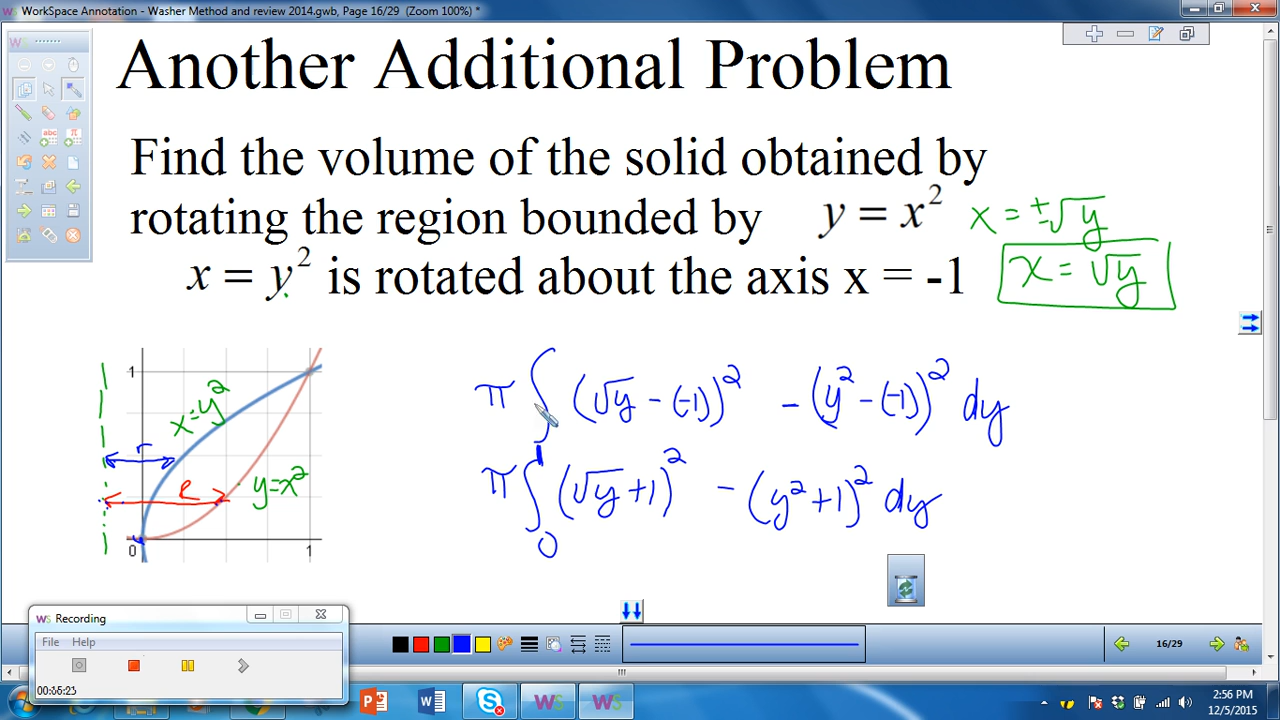 WorkSpace Annotation - Washer Method and review 2014.gwb, Page 16/29 (Zoom 100%) *
Another Additional Problem
Find the volume of the solid obtained by
rotating the region bounded by y = x² x = ±√y
x = y² is rotated about the axis x = -1 x = √y
1
x = y²
r
R
y = x²
0
1
π ∫ (√y - (-1))² - (y² - (-1))² dy
π ∫₀¹ (√y + 1)² - (y² + 1)² dy
WS Recording
File Help
16/29
2:56 PM
12/5/2015